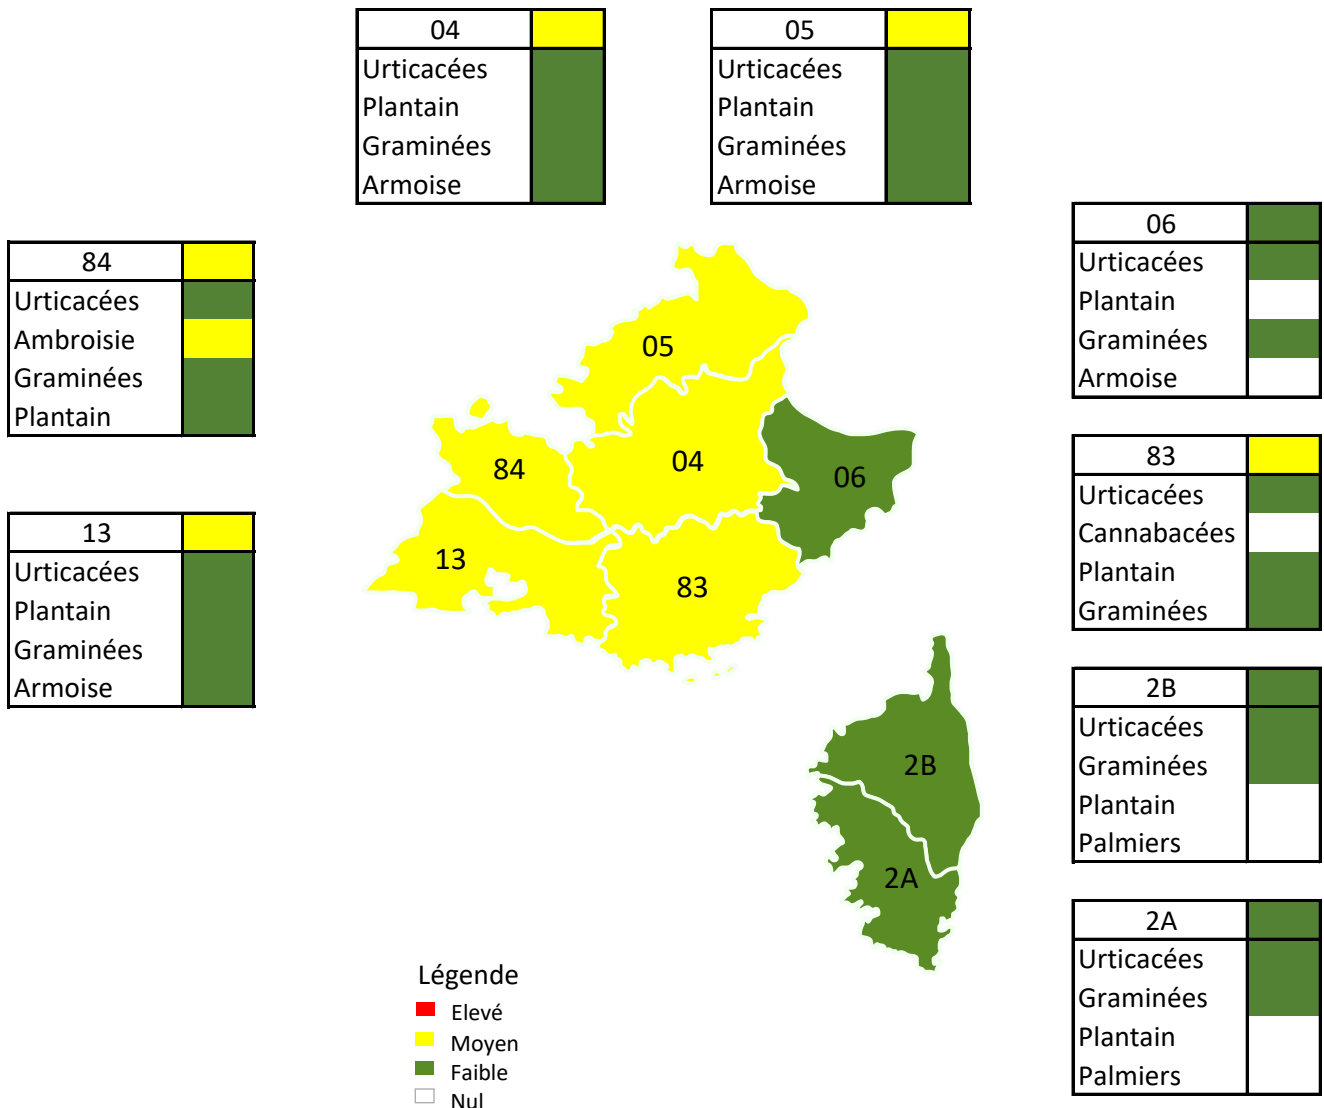 04
Urticacées
Plantain
Graminées
Armoise
05
Urticacées
Plantain
Graminées
Armoise
06
Urticacées
Plantain
Graminées
Armoise
84
Urticacées
Ambroisie
Graminées
Plantain
13
Urticacées
Plantain
Graminées
Armoise
83
Urticacées
Cannabacées
Plantain
Graminées
2B
Urticacées
Graminées
Plantain
Palmiers
2A
Urticacées
Graminées
Plantain
Palmiers
05
04
84
06
13
83
2B
2A
Légende
Elevé
Moyen
Faible
Nul